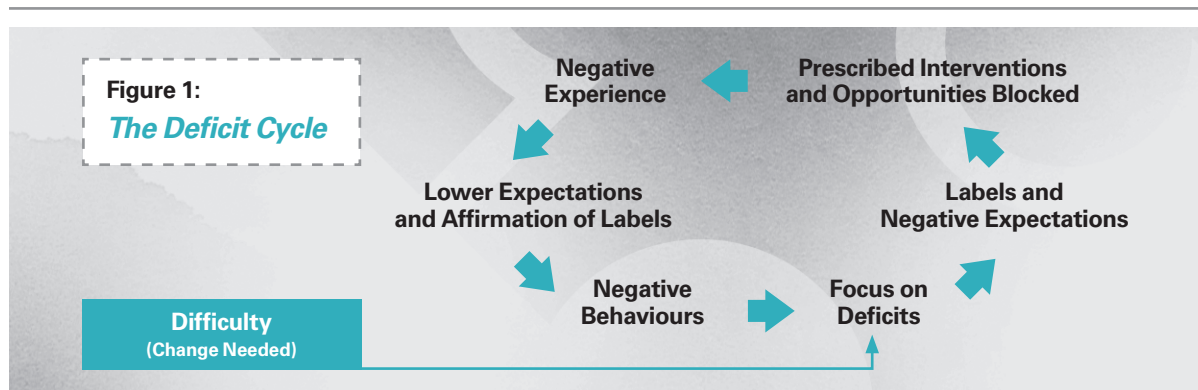 Figure 1:
The Deficit Cycle
Negative
Experience
Prescribed Interventions
and Opportunities Blocked
Lower Expectations
and Affirmation of Labels
Labels and
Negative Expectations
Negative
Behaviours
Focus on
Deficits
Difficulty
(Change Needed)